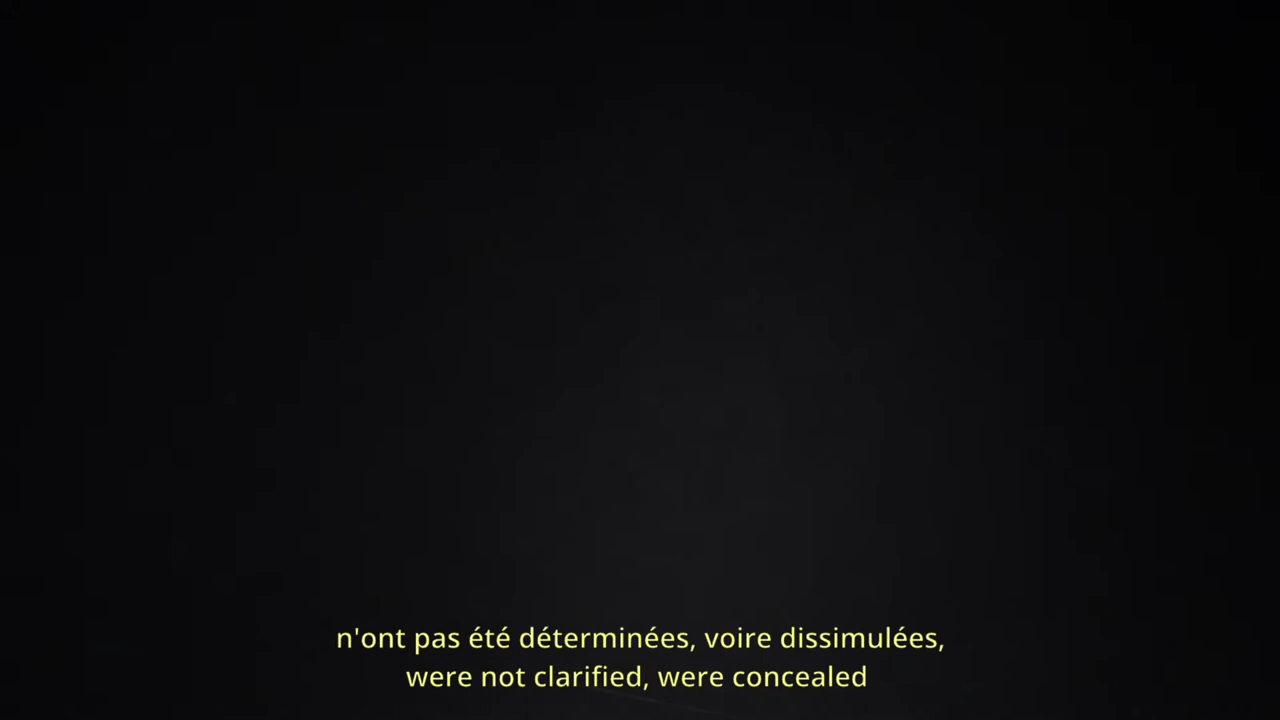 n'ont pas été déterminées, voire dissimulées,
were not clarified, were concealed